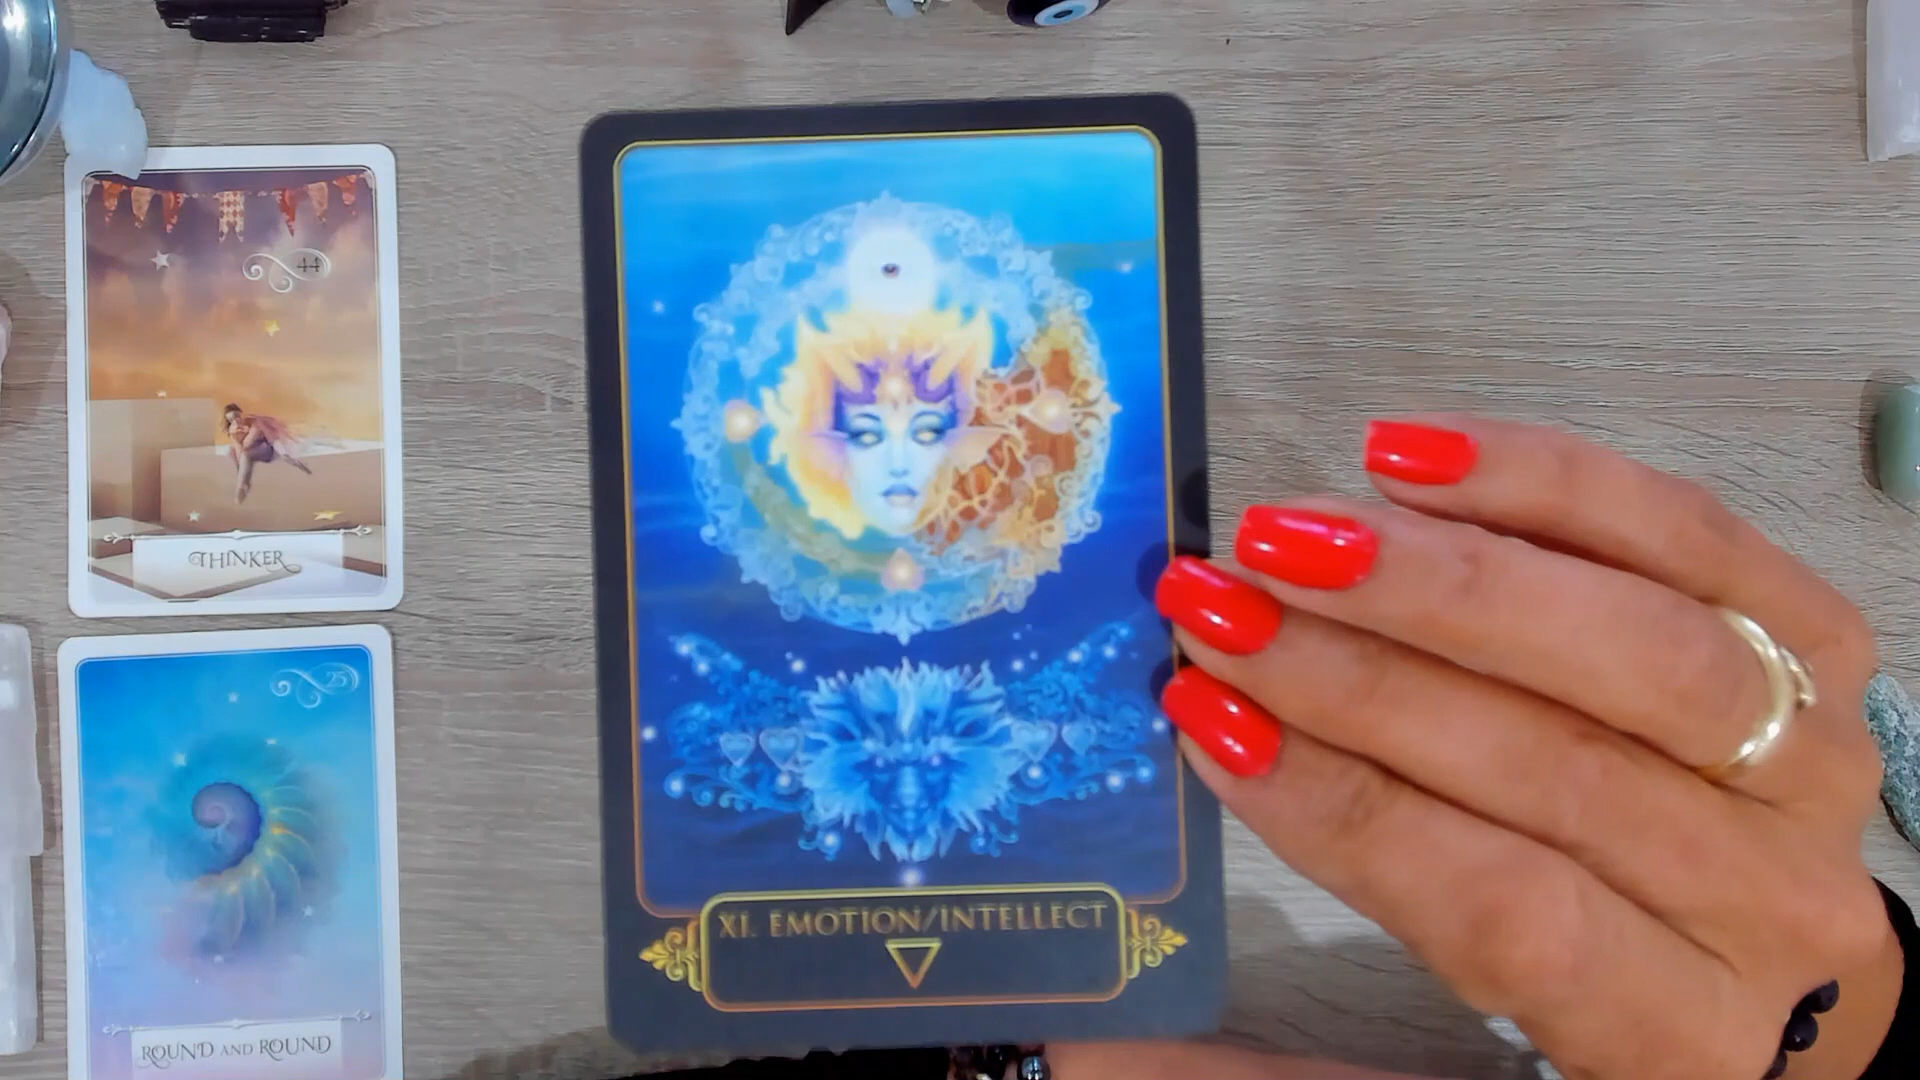 44
THINKER
25
ROUND AND ROUND
XI. EMOTION/INTELLECT